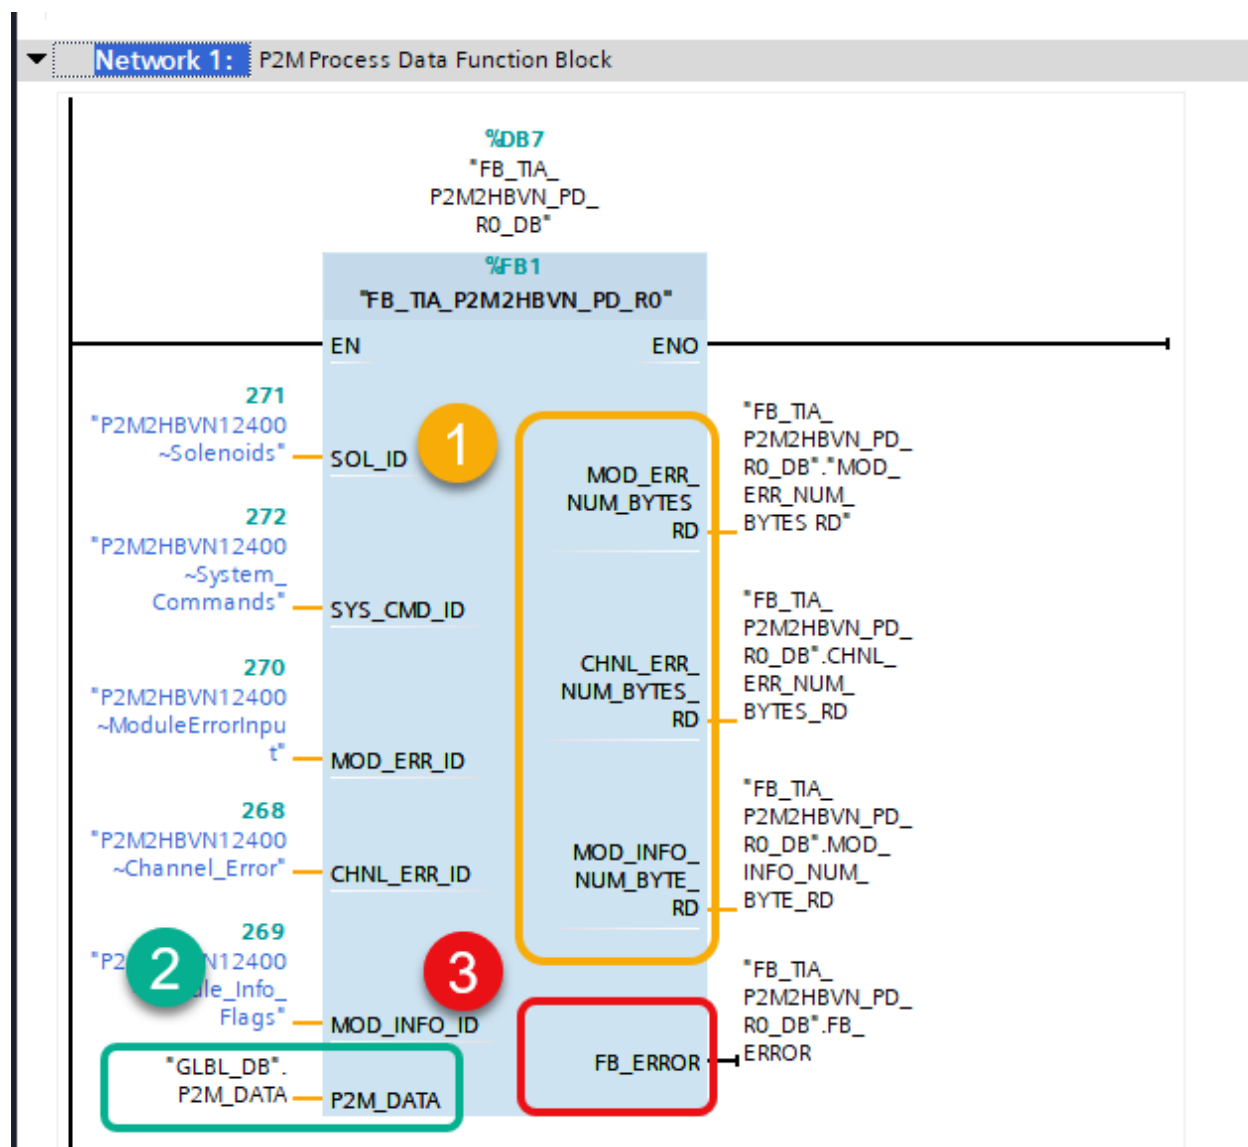 Network 1: P2M Process Data Function Block
%DB7
"FB_TIA_
P2M2HBVN_PD_
R0_DB"
%FB1
"FB_TIA_P2M2HBVN_PD_R0"
EN
ENO
271
"P2M2HBVN12400
~Solenoids"
SOL_ID
1
MOD_ERR_
NUM_BYTES
RD
"FB_TIA_
P2M2HBVN_PD_
R0_DB"."MOD_
ERR_NUM_
BYTES RD"
272
"P2M2HBVN12400
~System_
Commands"
SYS_CMD_ID
CHNL_ERR_
NUM_BYTES_
RD
"FB_TIA_
P2M2HBVN_PD_
R0_DB".CHNL_
ERR_NUM_
BYTES_RD
270
"P2M2HBVN12400
~ModuleErrorInpu
t"
MOD_ERR_ID
268
"P2M2HBVN12400
~Channel_Error"
CHNL_ERR_ID
MOD_INFO_
NUM_BYTE_
RD
"FB_TIA_
P2M2HBVN_PD_
R0_DB".MOD_
INFO_NUM_
BYTE_RD
269
2
Flags"
MOD_INFO_ID
3
"GLBL_DB".
P2M_DATA
P2M_DATA
FB_ERROR
"FB_TIA_
P2M2HBVN_PD_
R0_DB".FB_
ERROR